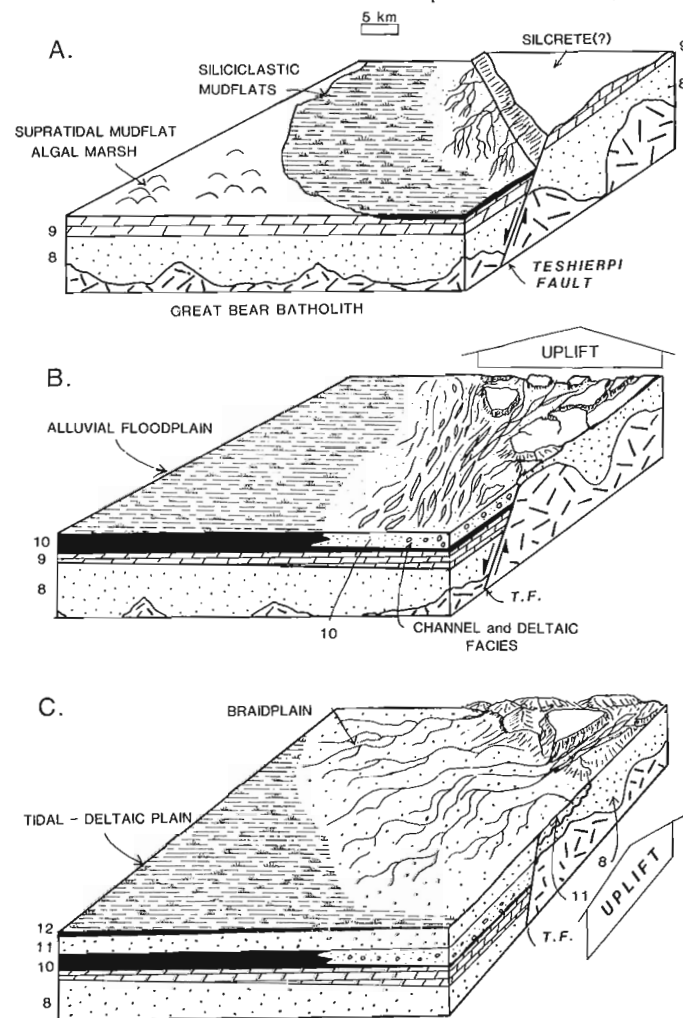 5 km
A.
SILCRETE(?)
SILICICLASTIC
MUDFLATS
SUPRATIDAL MUDFLAT
ALGAL MARSH
9
8
9
8
TESHIERPI
FAULT
GREAT BEAR BATHOLITH
B.
UPLIFT
ALLUVIAL FLOODPLAIN
10
9
8
T.F.
10
CHANNEL and DELTAIC
FACIES
C.
BRAIDPLAIN
TIDAL - DELTAIC PLAIN
8
11
UPLIFT
T.F.
12
11
10
8